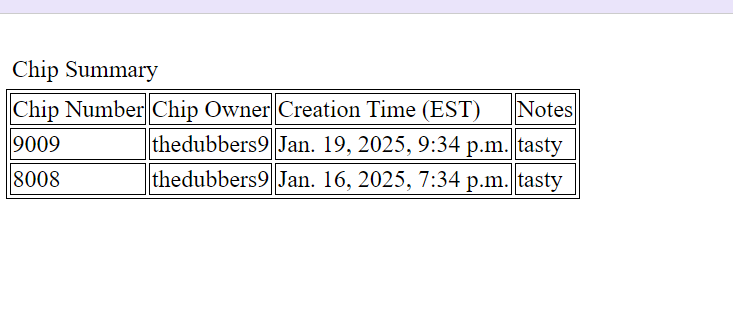 Chip Summary
Chip Number Chip Owner Creation Time (EST) Notes
9009 thedubbers9 Jan. 19, 2025, 9:34 p.m. tasty
8008 thedubbers9 Jan. 16, 2025, 7:34 p.m. tasty